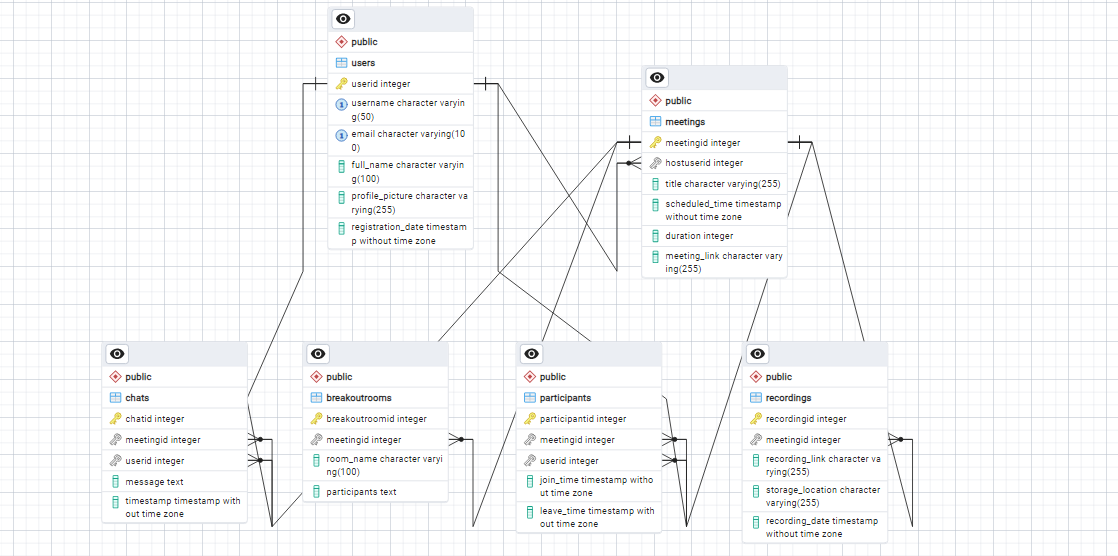 public
users
userid integer
username character varyin
g(50)
email character varying(10
0)
full_name character varyin
g(100)
profile_picture character va
rying(255)
registration_date timestam
p without time zone
public
meetings
meetingid integer
hostuserid integer
title character varying(255)
scheduled_time timestamp
without time zone
duration integer
meeting_link character vary
ing(255)
public
chats
chatid integer
meetingid integer
userid integer
message text
timestamp timestamp with
out time zone
public
breakoutrooms
breakoutroomid integer
meetingid integer
room_name character varyi
ng(100)
participants text
public
participants
participantid integer
meetingid integer
userid integer
join_time timestamp witho
ut time zone
leave_time timestamp with
out time zone
public
recordings
recordingid integer
meetingid integer
recording_link character va
rying(255)
storage_location character
varying(255)
recording_date timestamp
without time zone